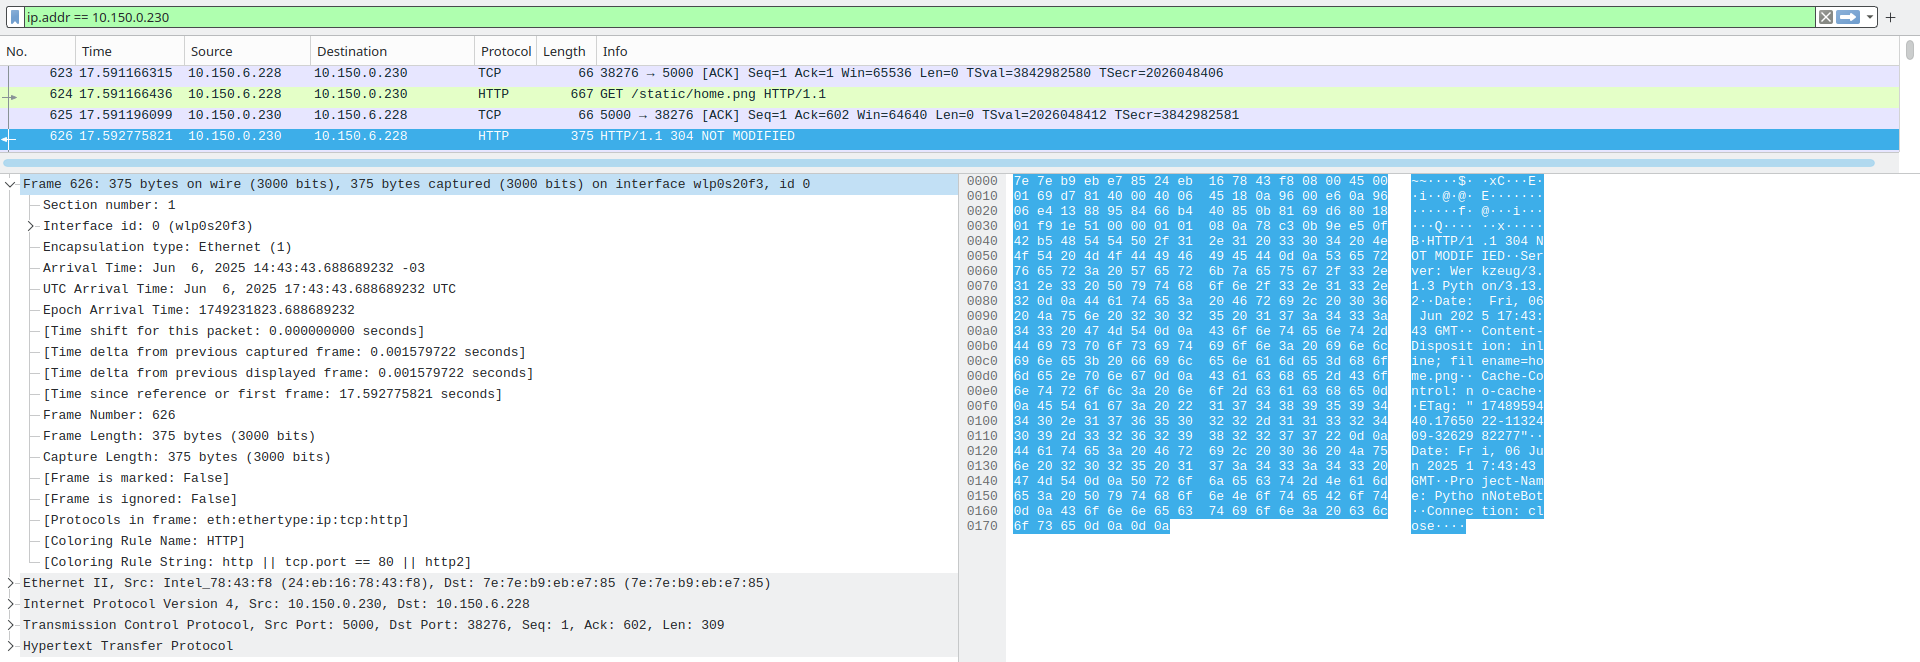 ip.addr == 10.150.0.230
No. Time Source Destination Protocol Length Info
623 17.591166315 10.150.6.228 10.150.0.230 TCP 66 38276 → 5000 [ACK] Seq=1 Ack=1 Win=65536 Len=0 TSval=3842982580 TSecr=2026048406
624 17.591166436 10.150.6.228 10.150.0.230 HTTP 667 GET /static/home.png HTTP/1.1
625 17.591196099 10.150.0.230 10.150.6.228 TCP 66 5000 → 38276 [ACK] Seq=1 Ack=602 Win=64640 Len=0 TSval=2026048412 TSecr=3842982581
626 17.592775821 10.150.0.230 10.150.6.228 HTTP 375 HTTP/1.1 304 NOT MODIFIED
Frame 626: 375 bytes on wire (3000 bits), 375 bytes captured (3000 bits) on interface wlp0s20f3, id 0
Section number: 1
Interface id: 0 (wlp0s20f3)
Encapsulation type: Ethernet (1)
Arrival Time: Jun  6, 2025 14:43:43.688689232 -03
UTC Arrival Time: Jun  6, 2025 17:43:43.688689232 UTC
Epoch Arrival Time: 1749231823.688689232
[Time shift for this packet: 0.000000000 seconds]
[Time delta from previous captured frame: 0.001579722 seconds]
[Time delta from previous displayed frame: 0.001579722 seconds]
[Time since reference or first frame: 17.592775821 seconds]
Frame Number: 626
Frame Length: 375 bytes (3000 bits)
Capture Length: 375 bytes (3000 bits)
[Frame is marked: False]
[Frame is ignored: False]
[Protocols in frame: eth:ethertype:ip:tcp:http]
[Coloring Rule Name: HTTP]
[Coloring Rule String: http || tcp.port == 80 || http2]
Ethernet II, Src: Intel_78:43:f8 (24:eb:16:78:43:f8), Dst: 7e:7e:b9:eb:e7:85 (7e:7e:b9:eb:e7:85)
Internet Protocol Version 4, Src: 10.150.0.230, Dst: 10.150.6.228
Transmission Control Protocol, Src Port: 5000, Dst Port: 38276, Seq: 1, Ack: 602, Len: 309
Hypertext Transfer Protocol
0000 7e 7e b9 eb e7 85 24 eb 16 78 43 f8 08 00 45 00 ~~····$· ·xC···E·
0010 01 69 d7 81 40 00 40 06 45 18 0a 96 00 e6 0a 96 ·i··@·@· E·······
0020 06 e4 13 88 95 84 66 b4 40 85 0b 81 69 d6 80 18 ······f· @···i···
0030 01 f9 1e 51 00 00 01 01 08 0a 78 c3 0b 9e e5 0f ···Q···· ··x·····
0040 42 b5 48 54 54 50 2f 31 2e 31 20 33 30 34 20 4e B·HTTP/1 .1 304 N
0050 4f 54 20 4d 4f 44 49 46 49 45 44 0d 0a 53 65 72 OT MODIF IED··Ser
0060 76 65 72 3a 20 57 65 72 6b 7a 65 75 67 2f 33 2e ver: Wer kzeug/3.
0070 31 2e 33 20 50 79 74 68 6f 6e 2f 33 2e 31 33 2e 1.3 Pyth on/3.13.
0080 32 0d 0a 44 61 74 65 3a 20 46 72 69 2c 20 30 36 2··Date:  Fri, 06
0090 20 4a 75 6e 20 32 30 32 35 20 31 37 3a 34 33 3a  Jun 202 5 17:43:
00a0 34 33 20 47 4d 54 0d 0a 43 6f 6e 74 65 6e 74 2d 43 GMT·· Content-
00b0 44 69 73 70 6f 73 69 74 69 6f 6e 3a 20 69 6e 6c Disposit ion: inl
00c0 69 6e 65 3b 20 66 69 6c 65 6e 61 6d 65 3d 68 6f ine; fil ename=ho
00d0 6d 65 2e 70 6e 67 0d 0a 43 61 63 68 65 2d 43 6f me.png·· Cache-Co
00e0 6e 74 72 6f 6c 3a 20 6e 6f 2d 63 61 63 68 65 0d ntrol: n o-cache·
00f0 0a 45 54 61 67 3a 20 22 31 37 34 38 39 35 39 34 ·ETag: " 17489594
0100 34 30 2e 31 37 36 35 30 32 32 2d 31 31 33 32 34 40.17650 22-11324
0110 30 39 2d 33 32 36 32 39 38 32 32 37 37 22 0d 0a 09-32629 82277"··
0120 44 61 74 65 3a 20 46 72 69 2c 20 30 36 20 4a 75 Date: Fr i, 06 Ju
0130 6e 20 32 30 32 35 20 31 37 3a 34 33 3a 34 33 20 n 2025 1 7:43:43
0140 47 4d 54 0d 0a 50 72 6f 6a 65 63 74 2d 4e 61 6d GMT··Pro ject-Nam
0150 65 3a 20 50 79 74 68 6f 6e 4e 6f 74 65 42 6f 74 e: Pytho nNoteBot
0160 0d 0a 43 6f 6e 6e 65 63 74 69 6f 6e 3a 20 63 6c ··Connec tion: cl
0170 6f 73 65 0d 0a 0d 0a ose····